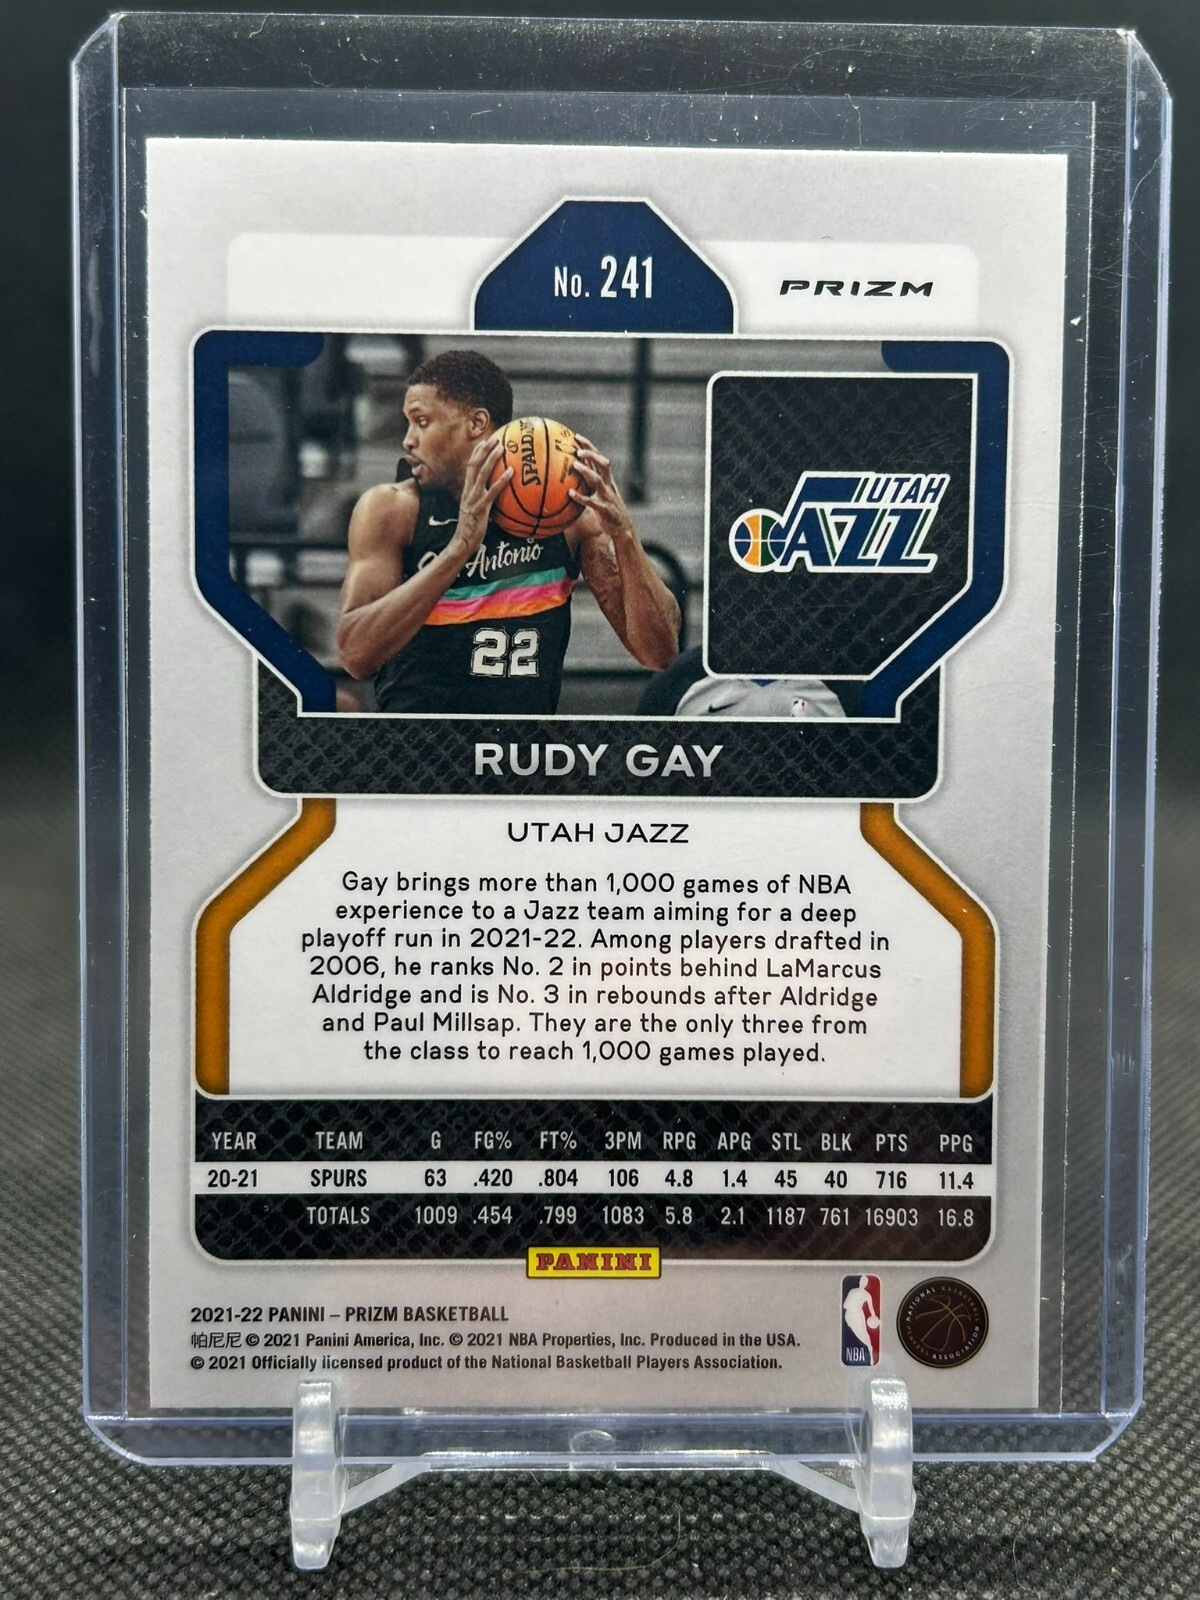 No. 241
PRIZM
SPALDING
UTAH
JAZZ
San Antonio
22
RUDY GAY
UTAH JAZZ
Gay brings more than 1,000 games of NBA
experience to a Jazz team aiming for a deep
playoff run in 2021-22. Among players drafted in
2006, he ranks No. 2 in points behind LaMarcus
Aldridge and is No. 3 in rebounds after Aldridge
and Paul Millsap. They are the only three from
the class to reach 1,000 games played.
YEAR TEAM G FG% FT% 3PM RPG APG STL BLK PTS PPG
20-21 SPURS 63 .420 .804 106 4.8 1.4 45 40 716 11.4
TOTALS 1009 .454 .799 1083 5.8 2.1 1187 761 16903 16.8
PANINI
2021-22 PANINI – PRIZM BASKETBALL
帕尼尼 © 2021 Panini America, Inc. © 2021 NBA Properties, Inc. Produced in the USA.
© 2021 Officially licensed product of the National Basketball Players Association.
NBA
NATIONAL BASKETBALL
PLAYERS ASSOCIATION